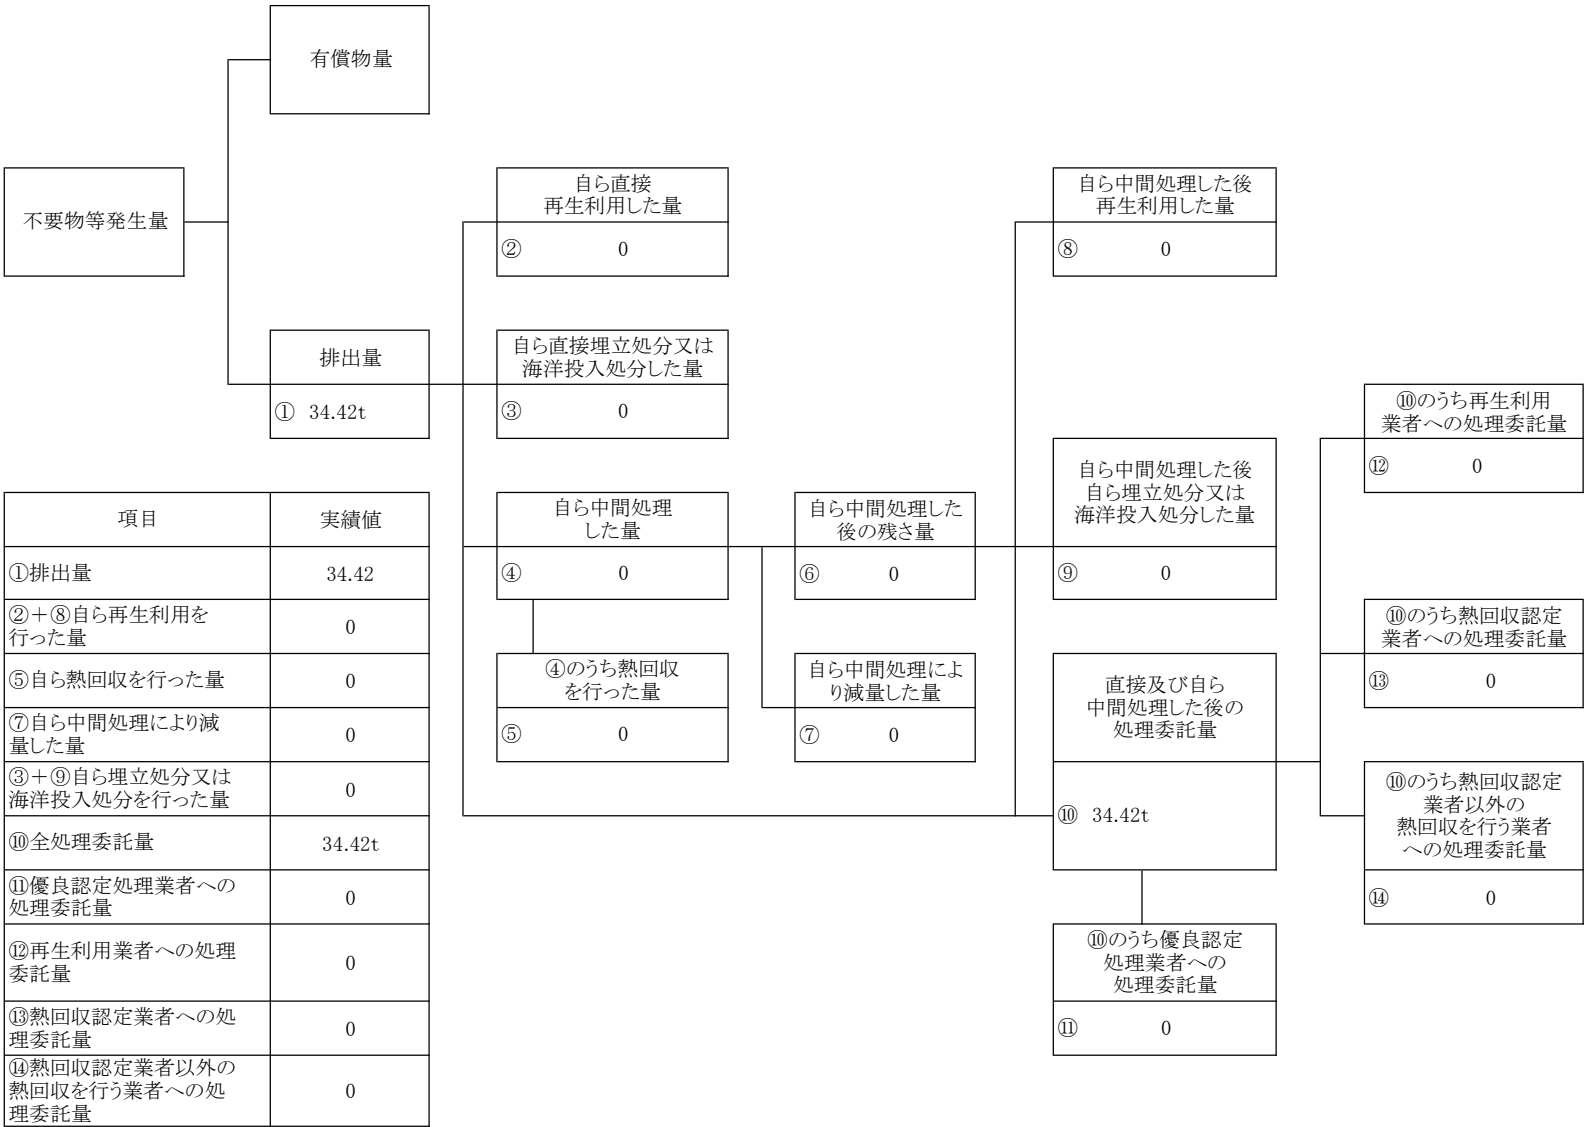 有償物量
不要物等発生量
排出量
① 34.42t
自ら直接
再生利用した量
② 0
自ら直接埋立処分又は
海洋投入処分した量
③ 0
自ら中間処理
した量
④ 0
④のうち熱回収
を行った量
⑤ 0
自ら中間処理した
後の残さ量
⑥ 0
自ら中間処理によ
り減量した量
⑦ 0
自ら中間処理した後
再生利用した量
⑧ 0
自ら中間処理した後
自ら埋立処分又は
海洋投入処分した量
⑨ 0
直接及び自ら
中間処理した後の
処理委託量
⑩ 34.42t
⑩のうち優良認定
処理業者への
処理委託量
⑪ 0
⑩のうち再生利用
業者への処理委託量
⑫ 0
⑩のうち熱回収認定
業者への処理委託量
⑬ 0
⑩のうち熱回収認定
業者以外の
熱回収を行う業者
への処理委託量
⑭ 0
項目 実績値
①排出量 34.42
②+⑧自ら再生利用を
行った量 0
⑤自ら熱回収を行った量 0
⑦自ら中間処理により減
量した量 0
③+⑨自ら埋立処分又は
海洋投入処分を行った量 0
⑩全処理委託量 34.42t
⑪優良認定処理業者への
処理委託量 0
⑫再生利用業者への処理
委託量 0
⑬熱回収認定業者への処
理委託量 0
⑭熱回収認定業者以外の
熱回収を行う業者への処
理委託量 0